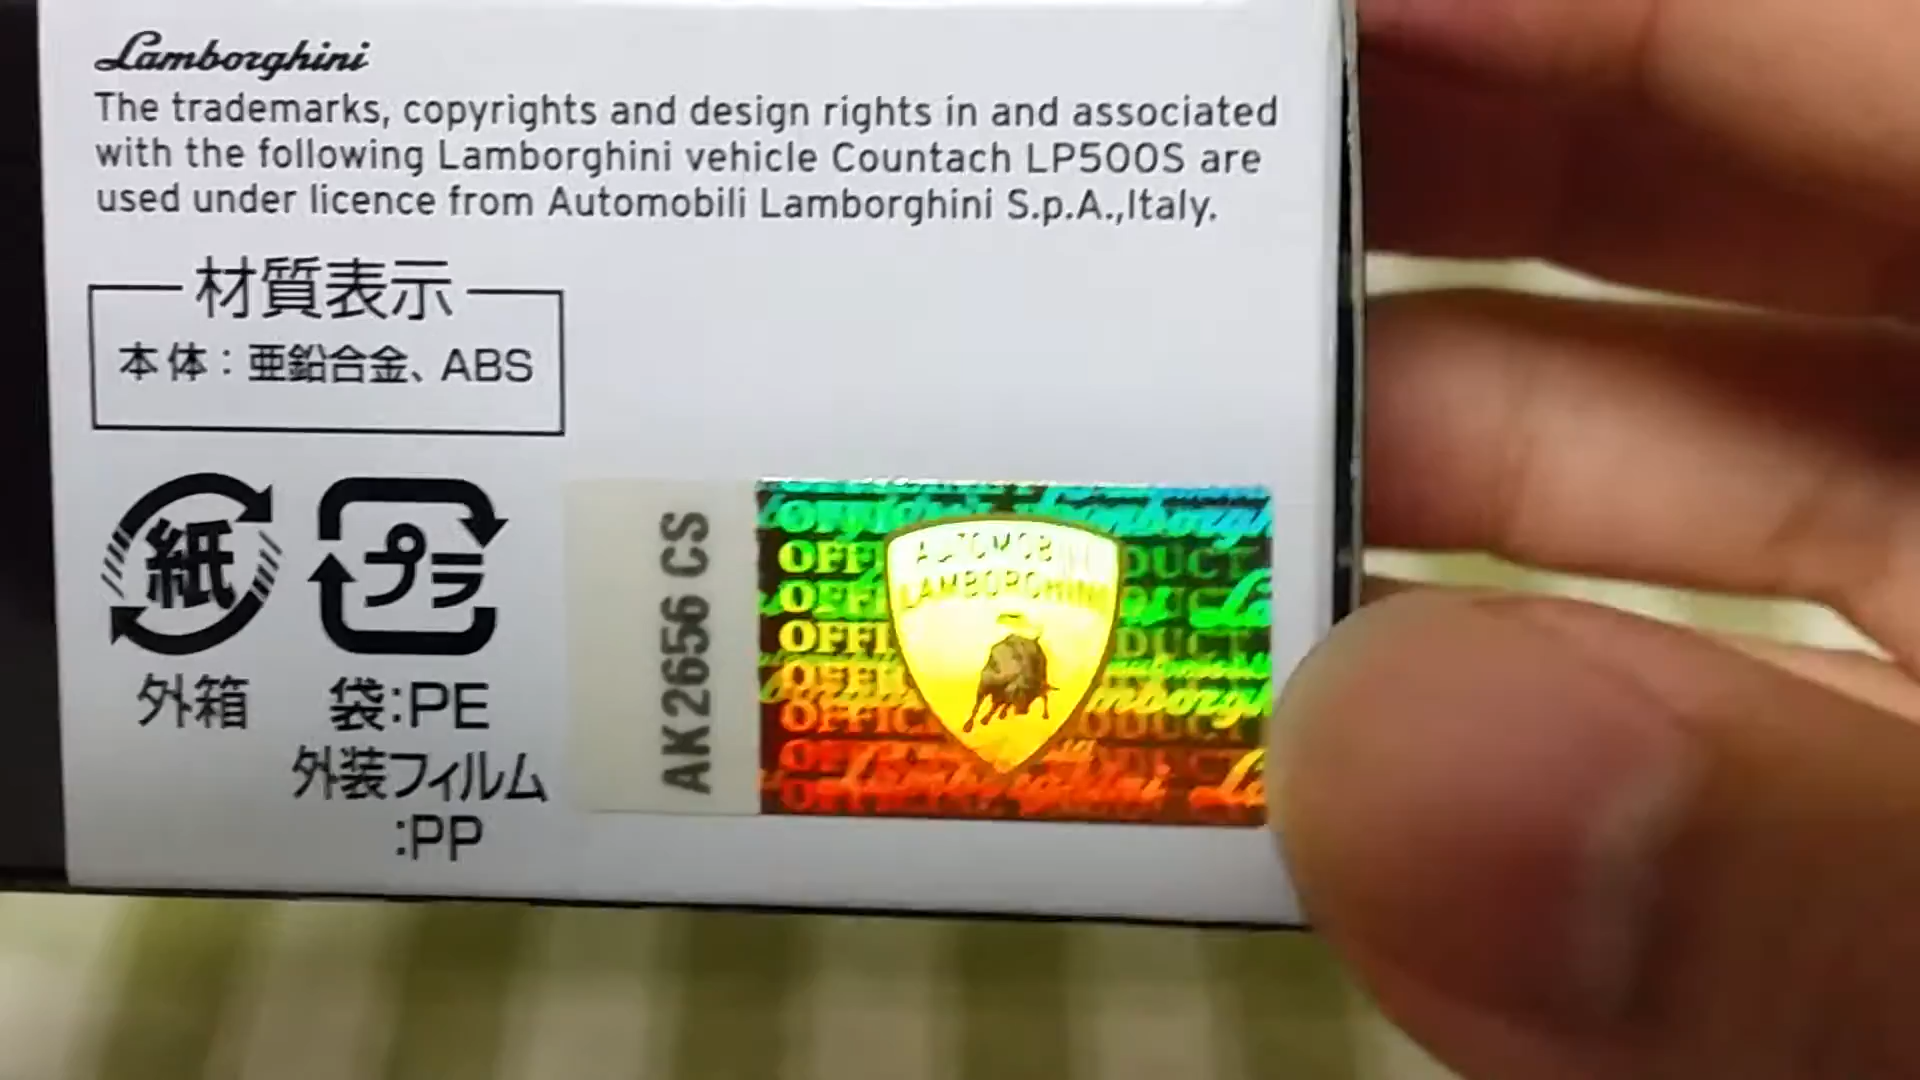 Lamborghini
The trademarks, copyrights and design rights in and associated
with the following Lamborghini vehicle Countach LP500S are
used under licence from Automobili Lamborghini S.p.A.,Italy.
材質表示
本体：亜鉛合金、ABS
紙
プラ
外箱
袋:PE
外装フィルム
:PP
AK2656 CS
AUTOMOBILI
LAMBORGHINI